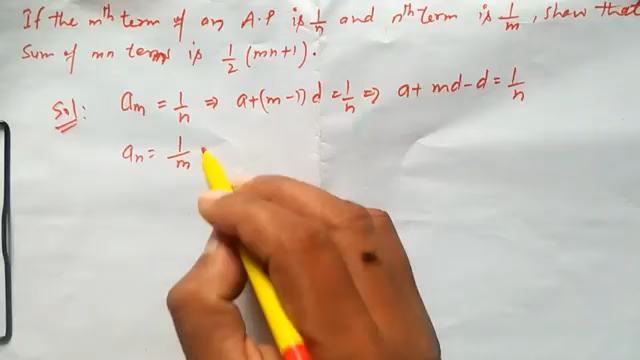 If the mth term of an A.P is 1/n and nth term is 1/m, show that
Sum of mn terms is 1/2 (mn+1).
Sol: am = 1/n ⇒ a+(m-1)d = 1/n ⇒ a+md-d = 1/n
an = 1/m